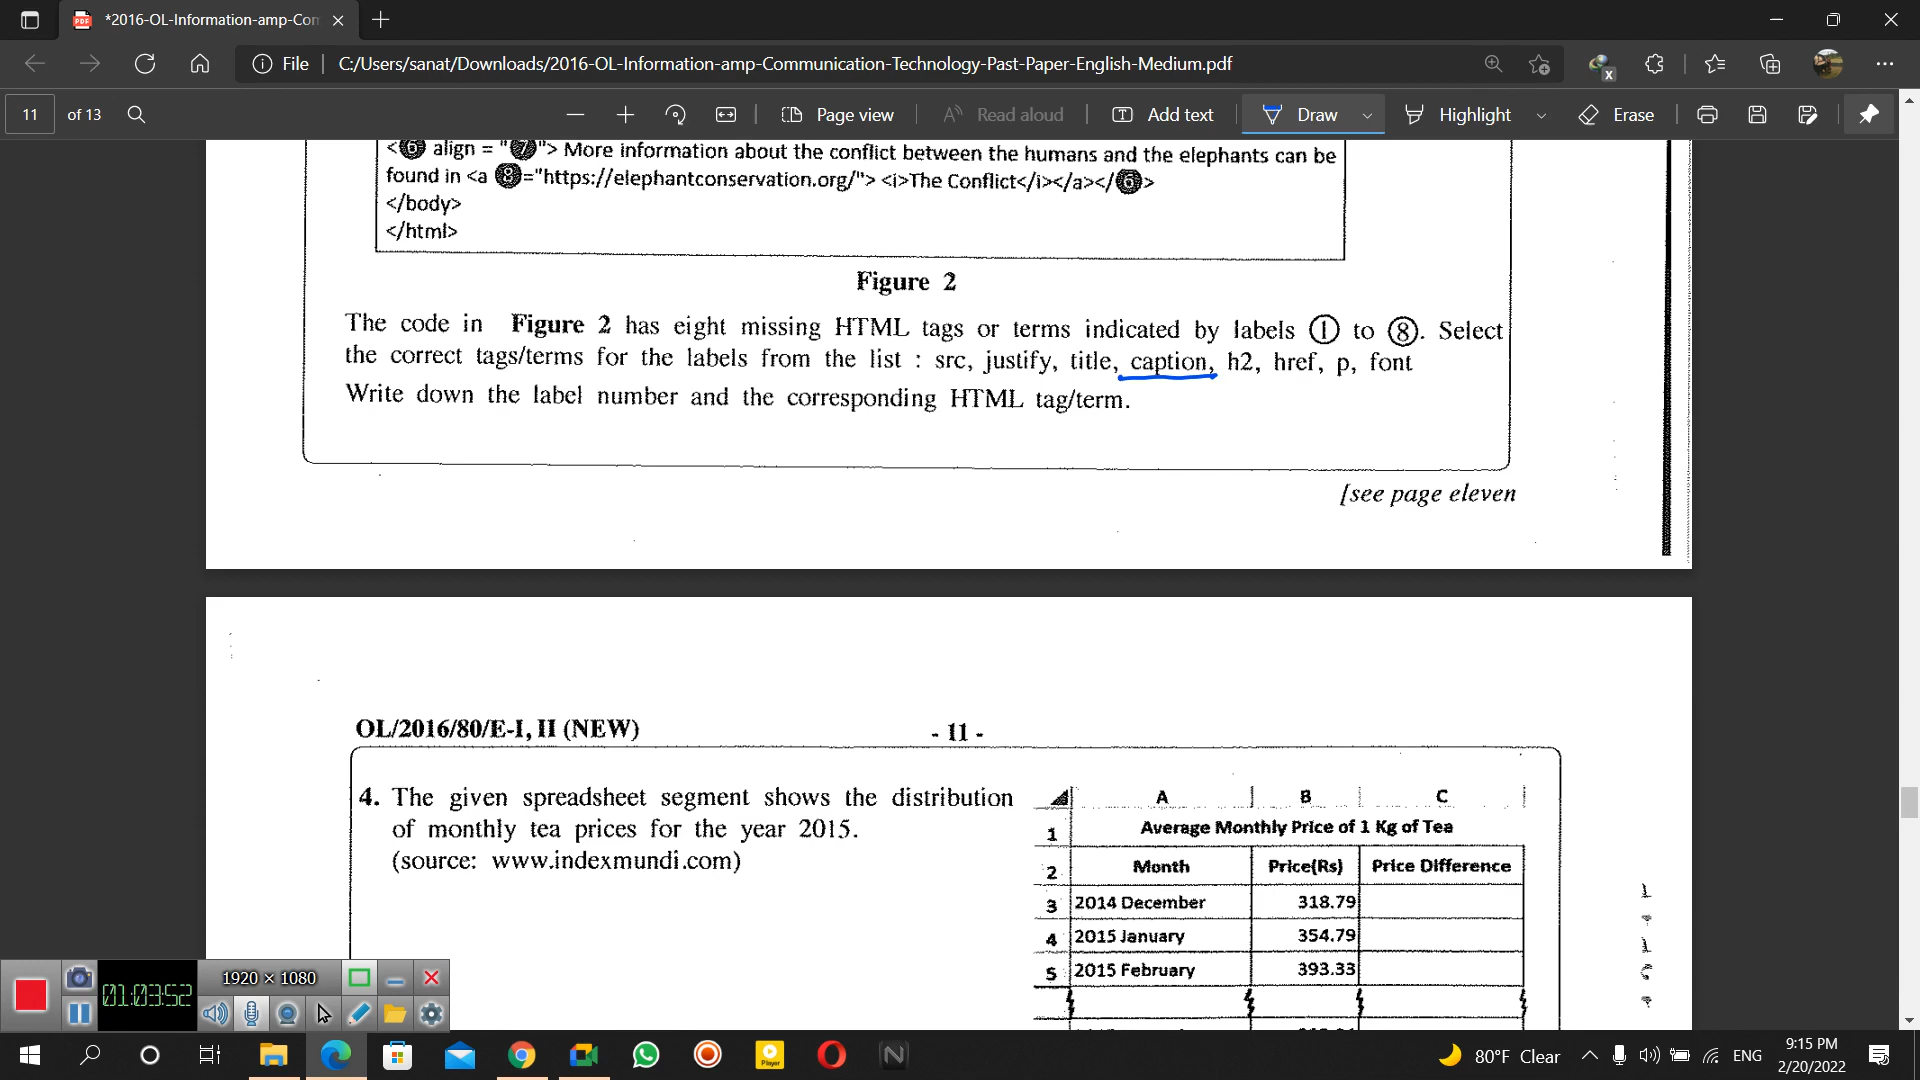 *2016-OL-Information-amp-Con
File
C:/Users/sanat/Downloads/2016-OL-Information-amp-Communication-Technology-Past-Paper-English-Medium.pdf
11 of 13
Page view
Read aloud
Add text
Draw
Highlight
Erase
<6 align = "7"> More information about the conflict between the humans and the elephants can be
found in <a 8="https://elephantconservation.org/"> <i>The Conflict</i></a></6>
</body>
</html>
Figure 2
The code in Figure 2 has eight missing HTML tags or terms indicated by labels ① to ⑧. Select
the correct tags/terms for the labels from the list : src, justify, title, caption, h2, href, p, font
Write down the label number and the corresponding HTML tag/term.
[see page eleven
OL/2016/80/E-I, II (NEW)
- 11 -
4. The given spreadsheet segment shows the distribution
of monthly tea prices for the year 2015.
(source: www.indexmundi.com)
A B C
1 Average Monthly Price of 1 Kg of Tea
2 Month Price(Rs) Price Difference
3 2014 December 318.79
4 2015 January 354.79
5 2015 February 393.33
1920 × 1080
01:03:52
80°F Clear
ENG
9:15 PM
2/20/2022